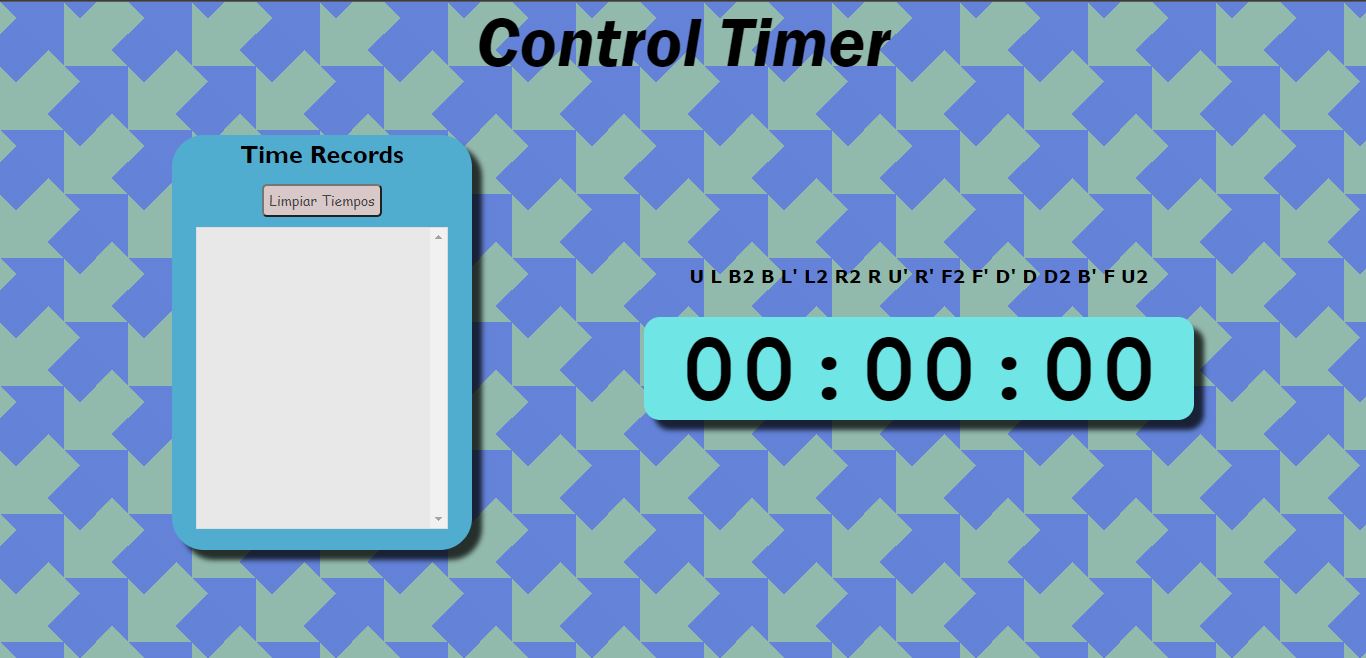 Control Timer
Time Records
Limpiar Tiempos
U L B2 B L' L2 R2 R U' R' F2 F' D' D D2 B' F U2
00:00:00